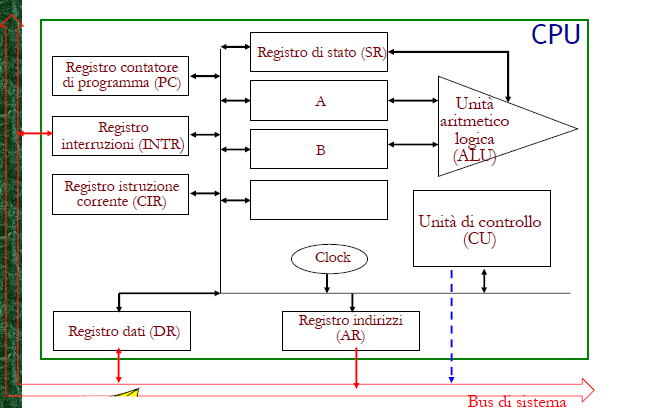 CPU
Registro di stato (SR)
Registro contatore
di programma (PC)
A
Unità
aritmetico
logica
(ALU)
Registro
interruzioni (INTR)
B
Registro istruzione
corrente (CIR)
Unità di controllo
(CU)
Clock
Registro dati (DR)
Registro indirizzi
(AR)
Bus di sistema